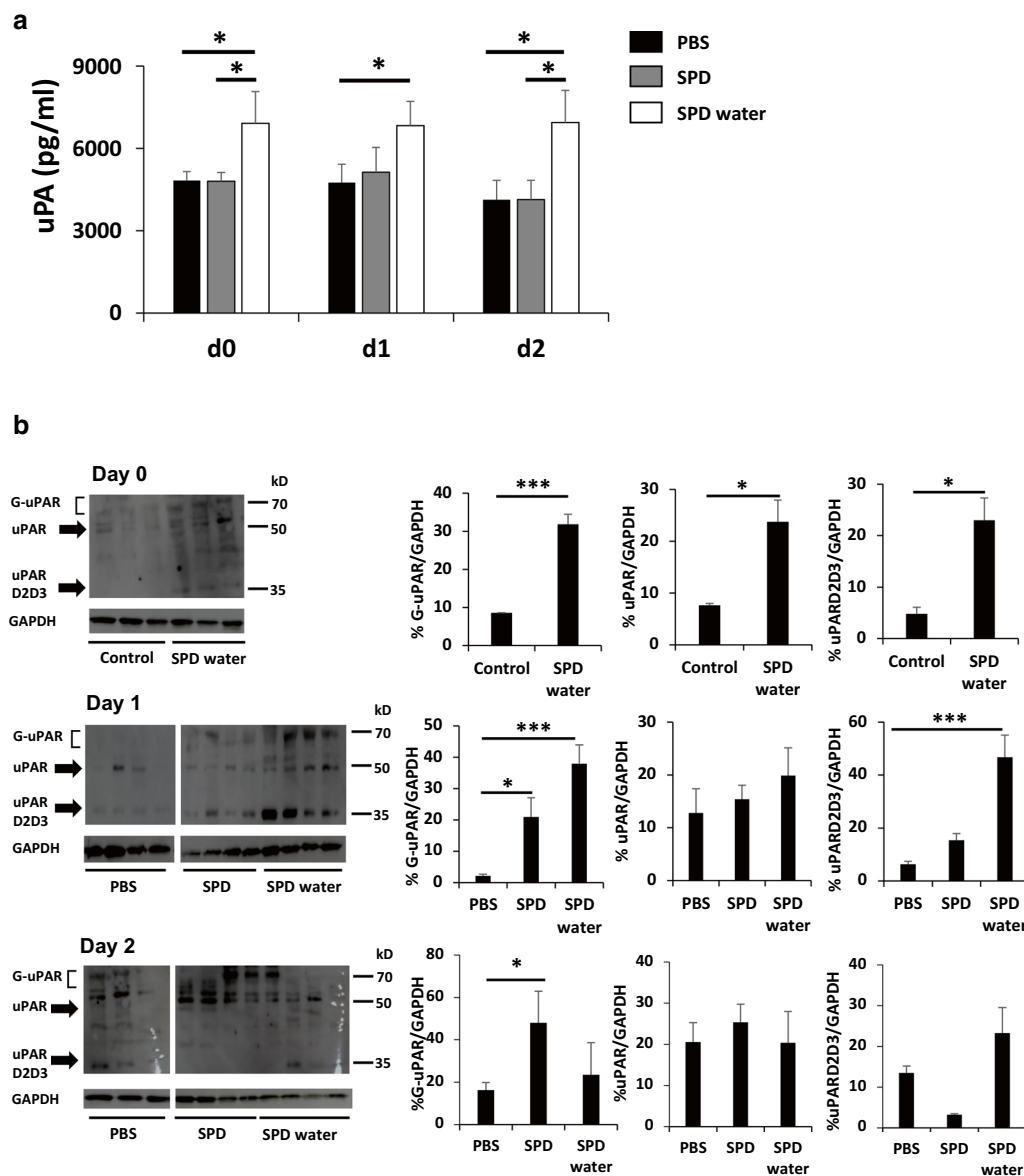 a
* * * * *
* *
PBS
SPD
SPD water
uPA (pg/ml)
9000
6000
3000
0
d0 d1 d2
b
Day 0
kD
G-uPAR
70
uPAR
50
uPAR
D2D3
35
GAPDH
Control SPD water
% G-uPAR/GAPDH
40
30
20
10
0
***
Control SPD
water
% uPAR/GAPDH
30
20
10
0
*
Control SPD
water
% uPARD2D3/GAPDH
30
20
10
0
*
Control SPD
water
Day 1
kD
G-uPAR
70
uPAR
50
uPAR
D2D3
35
GAPDH
PBS SPD SPD water
% G-uPAR/GAPDH
50
40
30
20
10
0
***
*
PBS SPD SPD
water
% uPAR/GAPDH
30
20
10
0
PBS SPD SPD
water
% uPARD2D3/GAPDH
60
40
20
0
***
PBS SPD SPD
water
Day 2
kD
G-uPAR
70
uPAR
50
uPAR
D2D3
35
GAPDH
PBS SPD SPD water
%G-uPAR/GAPDH
80
60
40
20
0
*
PBS SPD SPD
water
%uPAR/GAPDH
40
30
20
10
0
PBS SPD SPD
water
%uPARD2D3/GAPDH
40
30
20
10
0
PBS SPD SPD
water